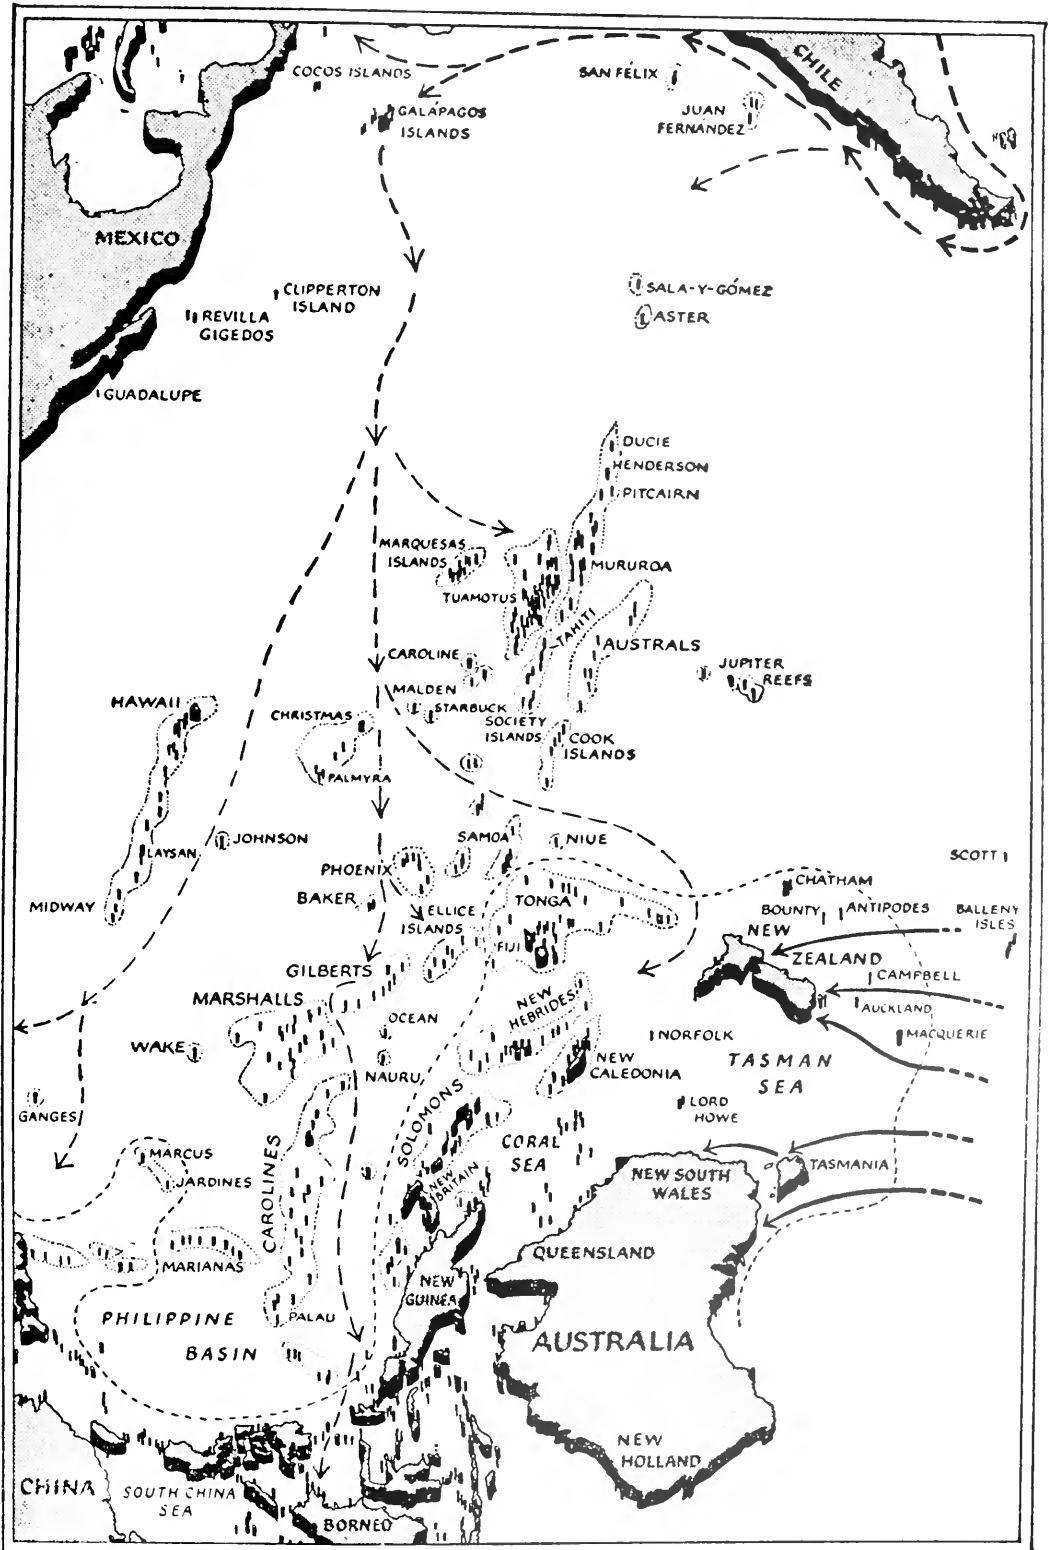 COCOS ISLANDS
SAN FÉLIX
CHILE
GALÁPAGOS
ISLANDS
JUAN
FERNANDEZ
MEXICO
CLIPPERTON
ISLAND
SALA-Y-GÓMEZ
REVILLA
GIGEDOS
ASTER
GUADALUPE
DUCIE
HENDERSON
PITCAIRN
MARQUESAS
ISLANDS
MURUROA
TUAMOTUS
TAHITI
AUSTRALS
CAROLINE
JUPITER
REEFS
MALDEN
STARBUCK
HAWAII
CHRISTMAS
SOCIETY
ISLANDS
COOK
ISLANDS
PALMYRA
JOHNSON
SAMOA
NIUE
LAYSAN
SCOTT
PHOENIX
CHATHAM
MIDWAY
BAKER
TONGA
ELLICE
ISLANDS
BOUNTY
ANTIPODES
BALLENY
ISLES
NEW
ZEALAND
FIJI
GILBERTS
CAMPBELL
MARSHALLS
NEW
HEBRIDES
AUCKLAND
OCEAN
NORFOLK
MACQUERIE
WAKE
NAURU
NEW
CALEDONIA
TASMAN
SEA
GANGES
SOLOMONS
LORD
HOWE
CORAL
SEA
MARCUS
JARDINES
CAROLINES
NEW
BRITAIN
NEW SOUTH
WALES
TASMANIA
MARIANAS
QUEENSLAND
NEW
GUINEA
PHILIPPINE
BASIN
PALAU
AUSTRALIA
NEW
HOLLAND
CHINA
SOUTH CHINA
SEA
BORNEO